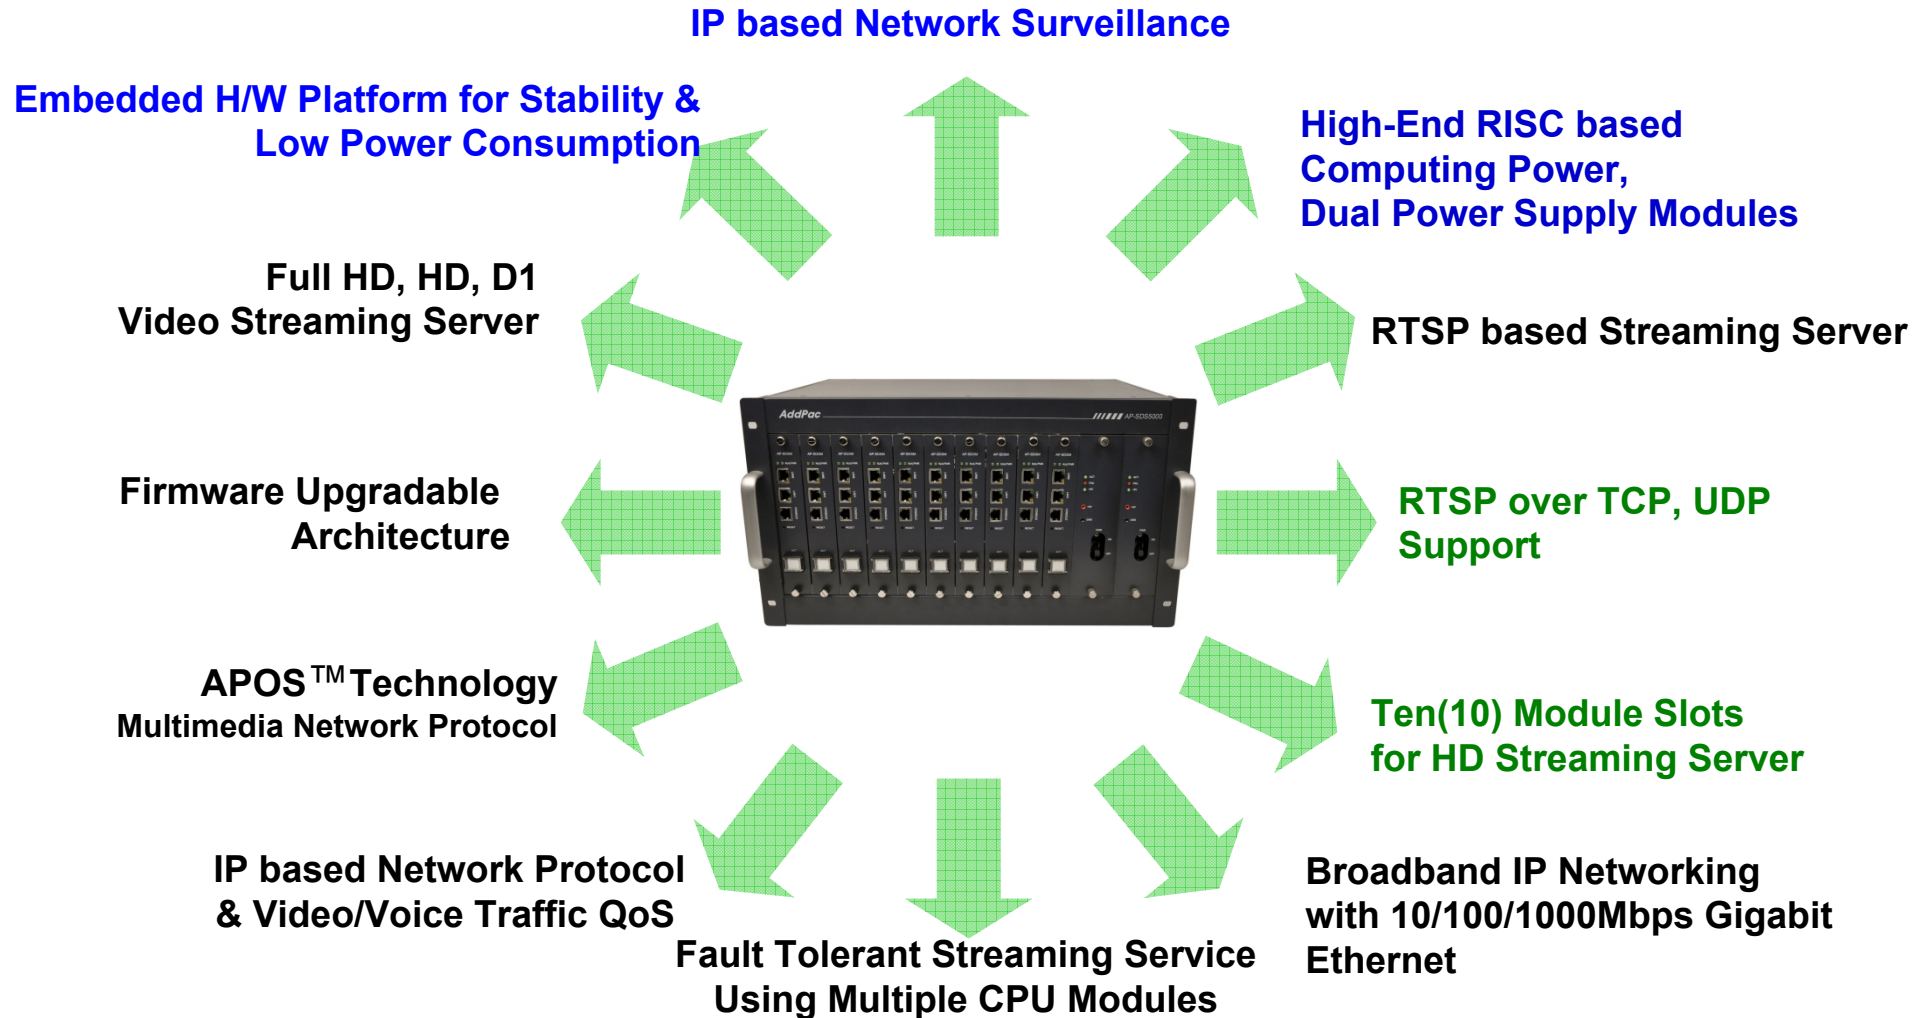 IP based Network Surveillance
Embedded H/W Platform for Stability &
Low Power Consumption
High-End RISC based
Computing Power,
Dual Power Supply Modules
Full HD, HD, D1
Video Streaming Server
RTSP based Streaming Server
AddPac
AP-SDS5000
Firmware Upgradable
Architecture
RTSP over TCP, UDP
Support
APOS™Technology
Multimedia Network Protocol
Ten(10) Module Slots
for HD Streaming Server
IP based Network Protocol
& Video/Voice Traffic QoS
Broadband IP Networking
with 10/100/1000Mbps Gigabit
Ethernet
Fault Tolerant Streaming Service
Using Multiple CPU Modules